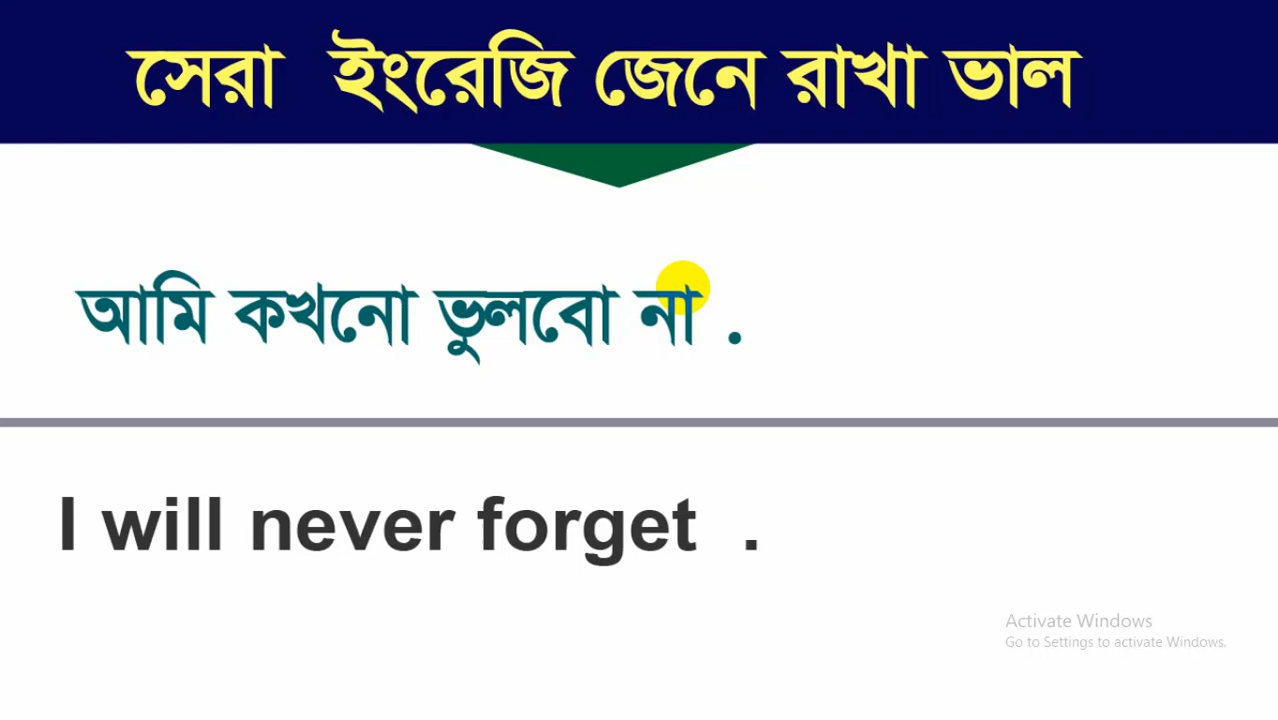 সেরা ইংরেজি জেনে রাখা ভাল
আমি কখনো ভুলবো না .
I will never forget .
Activate Windows
Go to Settings to activate Windows.